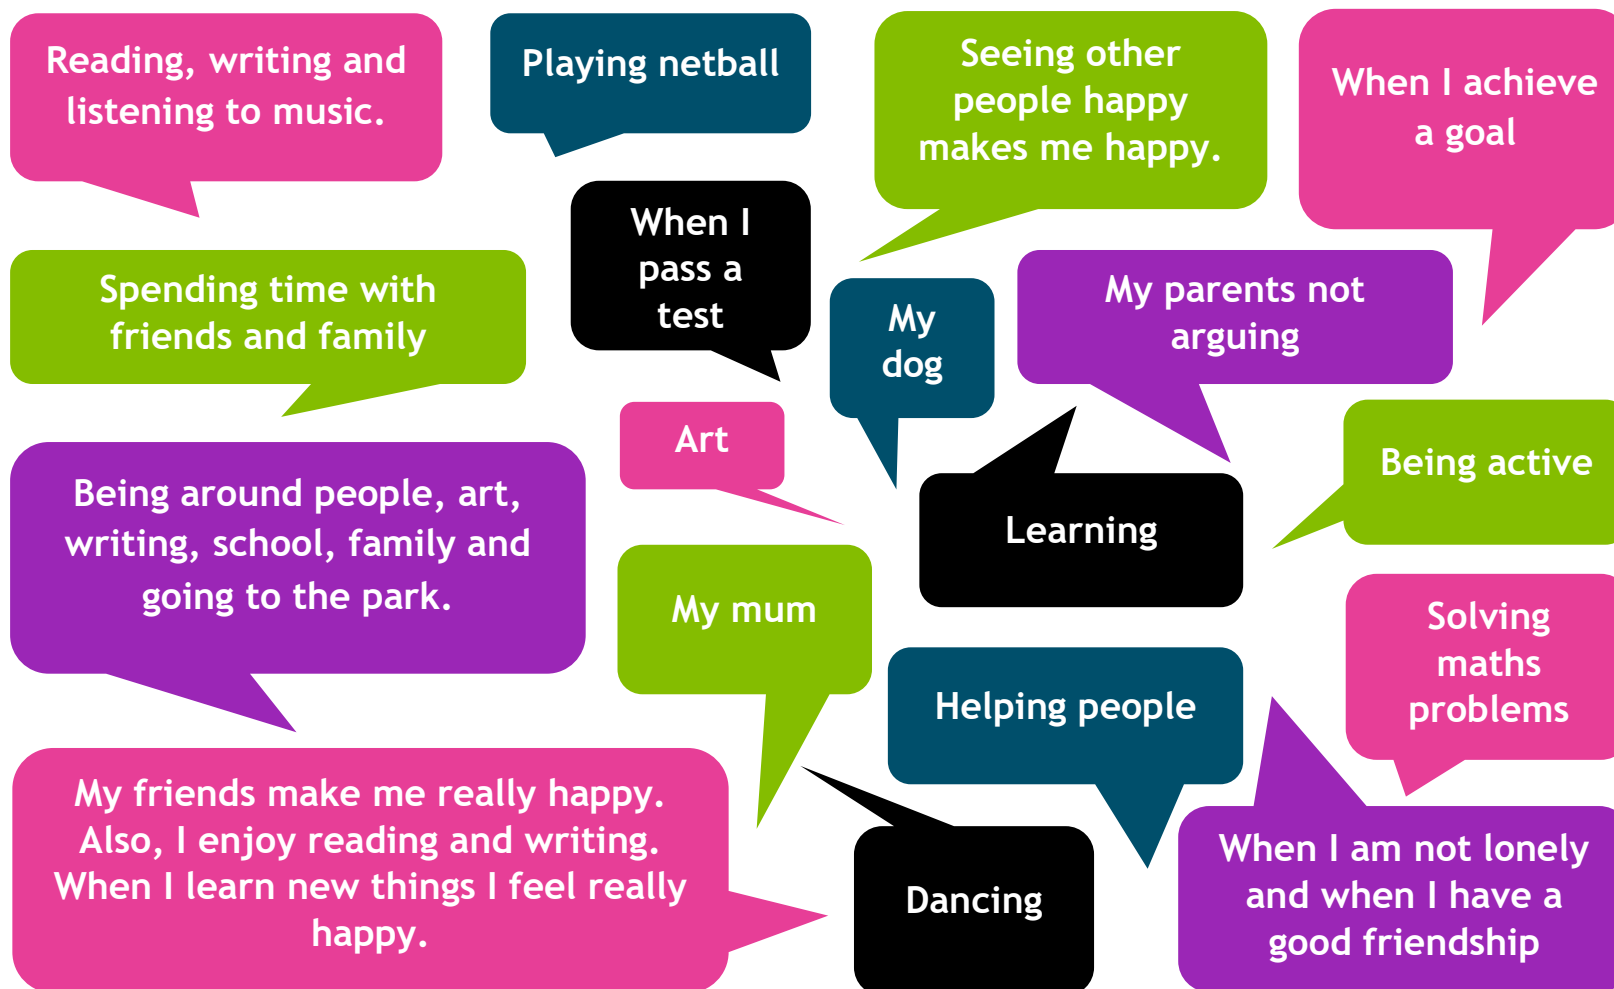 Reading, writing and
listening to music.
Playing netball
Seeing other
people happy
makes me happy.
When I achieve
a goal
When I
pass a
test
Spending time with
friends and family
My
dog
My parents not
arguing
Art
Being active
Being around people, art,
writing, school, family and
going to the park.
Learning
My mum
Solving
maths
problems
Helping people
My friends make me really happy.
Also, I enjoy reading and writing.
When I learn new things I feel really
happy.
Dancing
When I am not lonely
and when I have a
good friendship